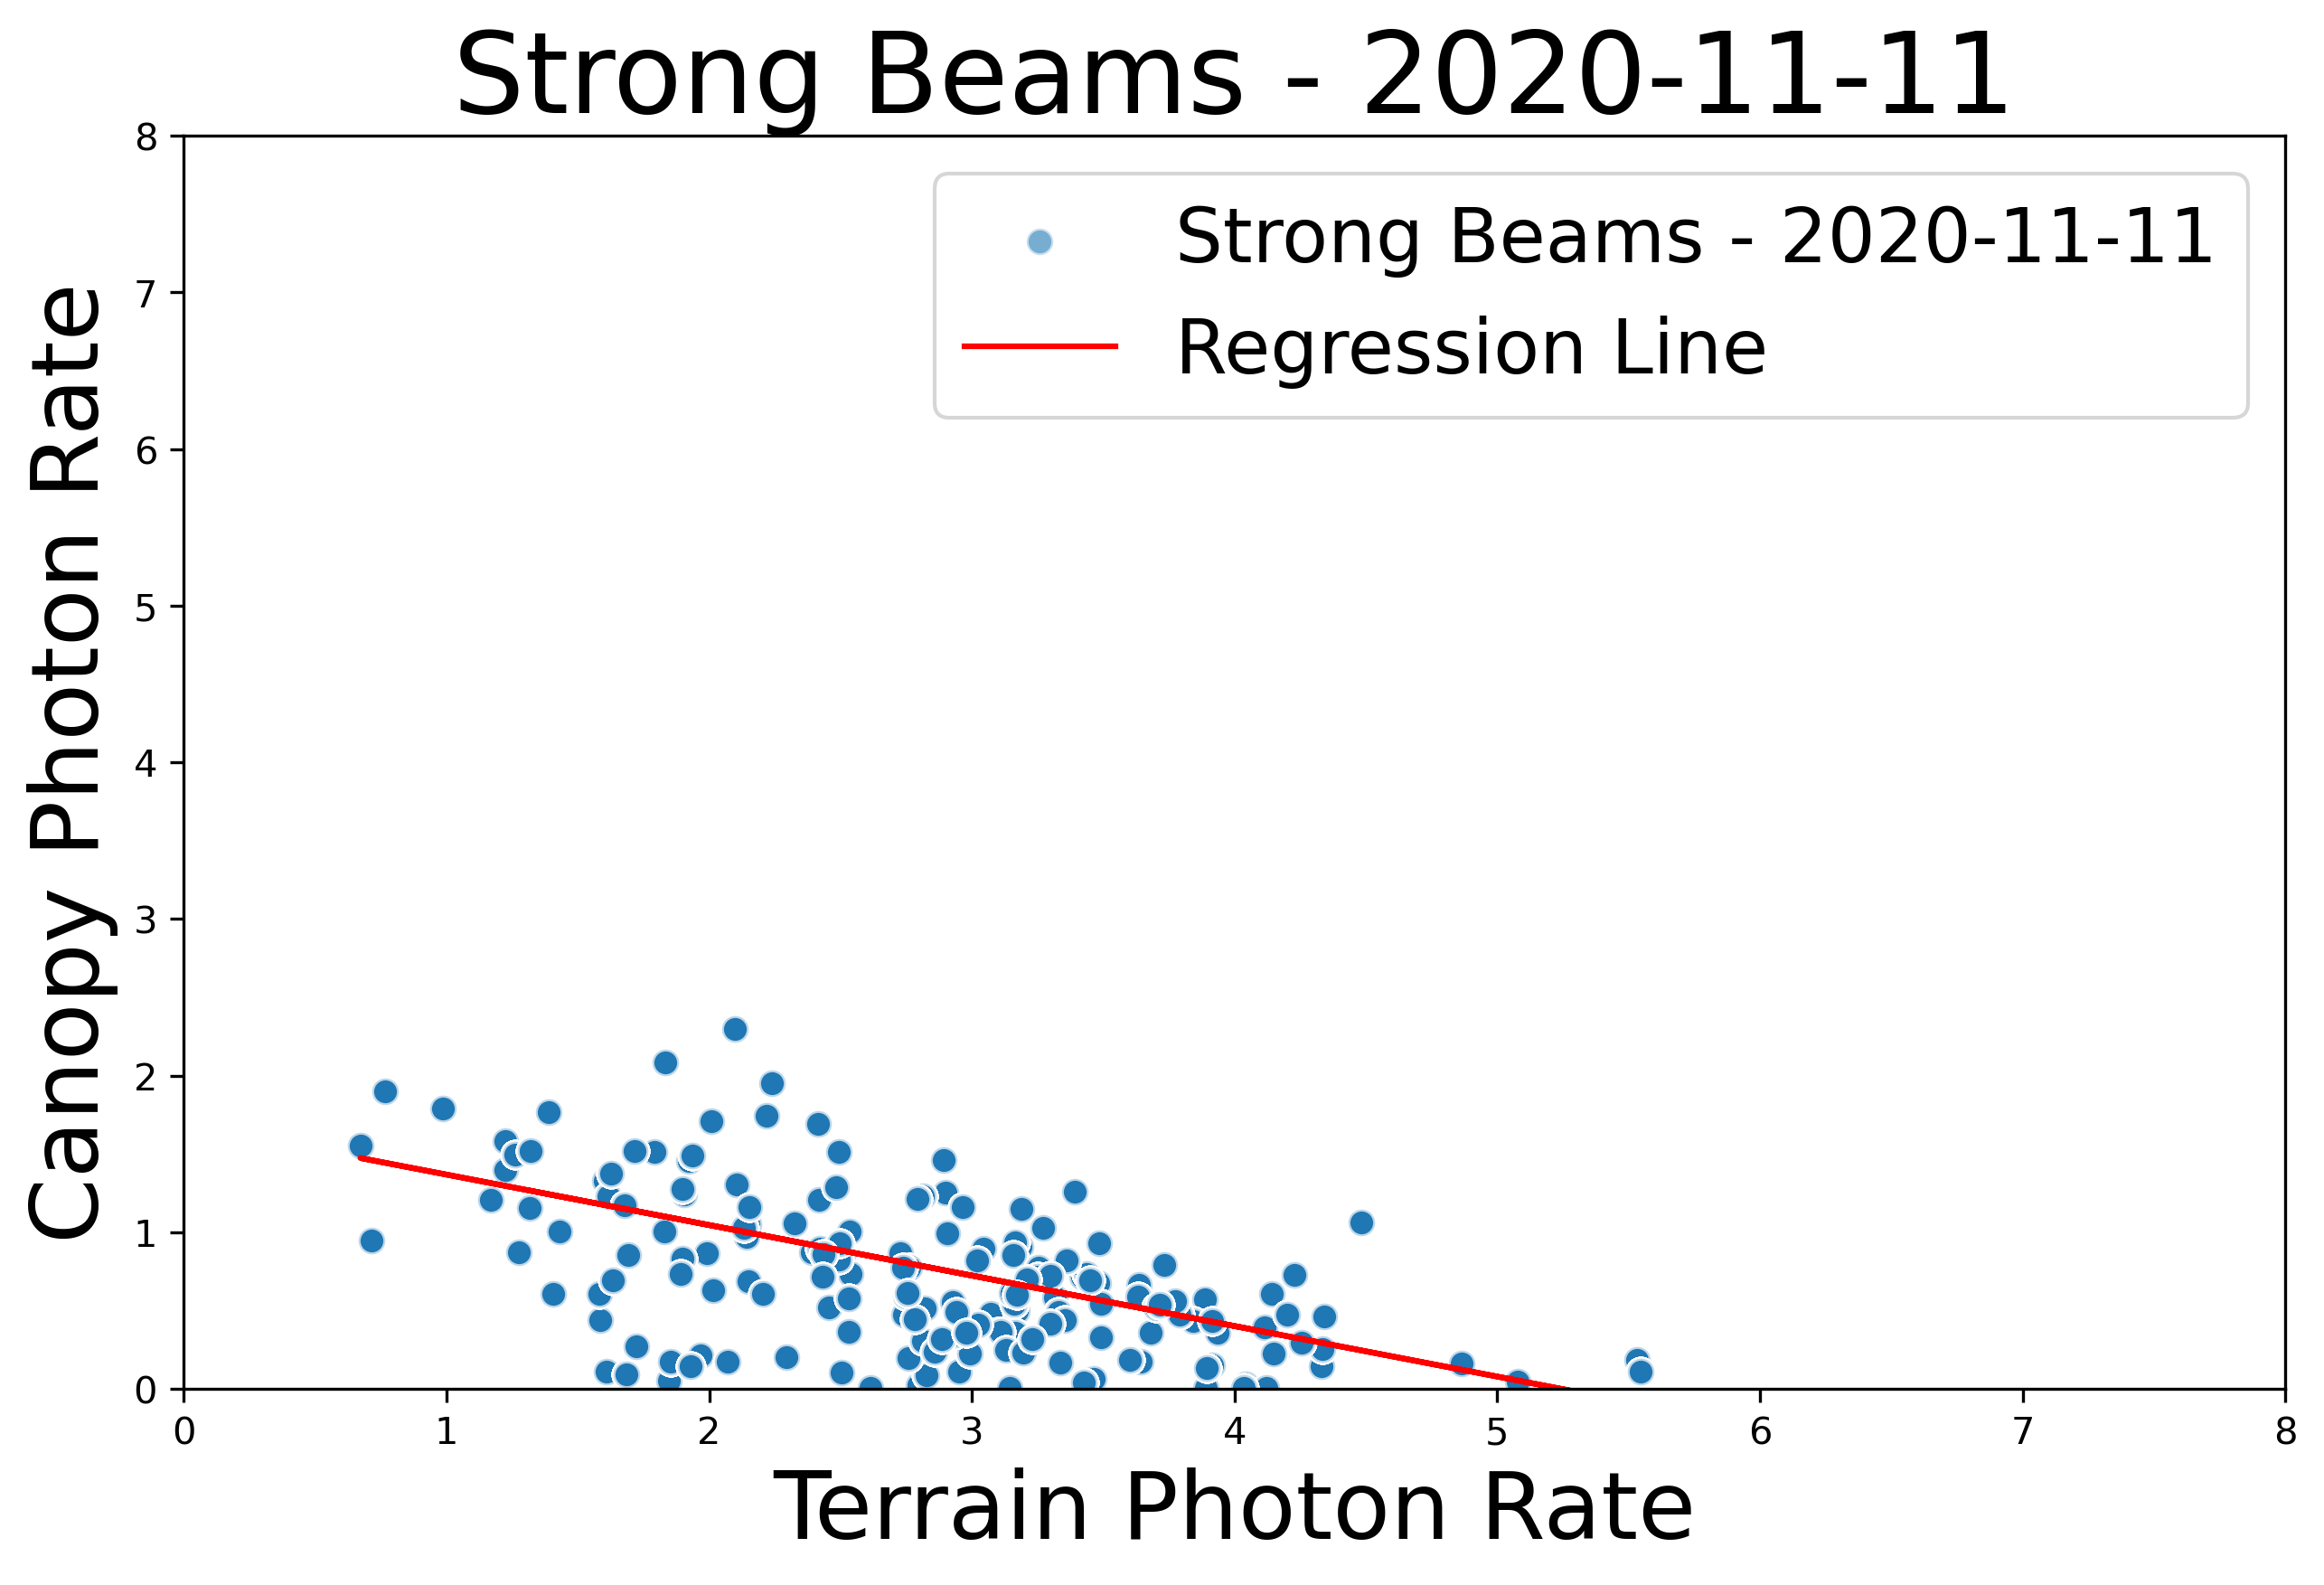 Strong Beams - 2020-11-11
Strong Beams - 2020-11-11
Regression Line
Canopy Photon Rate
8
7
6
5
4
3
2
1
0
0 1 2 3 4 5 6 7 8
Terrain Photon Rate